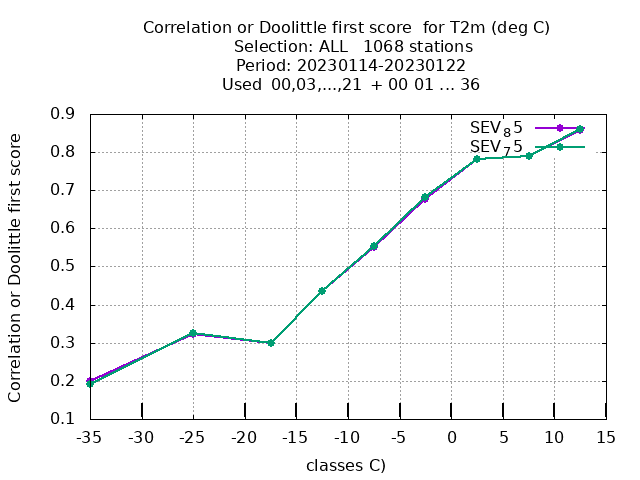 Correlation or Doolittle first score  for T2m (deg C)
Selection: ALL   1068 stations
Period: 20230114-20230122
Used  00,03,...,21  + 00 01 ... 36
Correlation or Doolittle first score
0.9
0.8
0.7
0.6
0.5
0.4
0.3
0.2
0.1
SEV₈5
SEV₇5
-35 -30 -25 -20 -15 -10 -5 0 5 10 15
classes C)